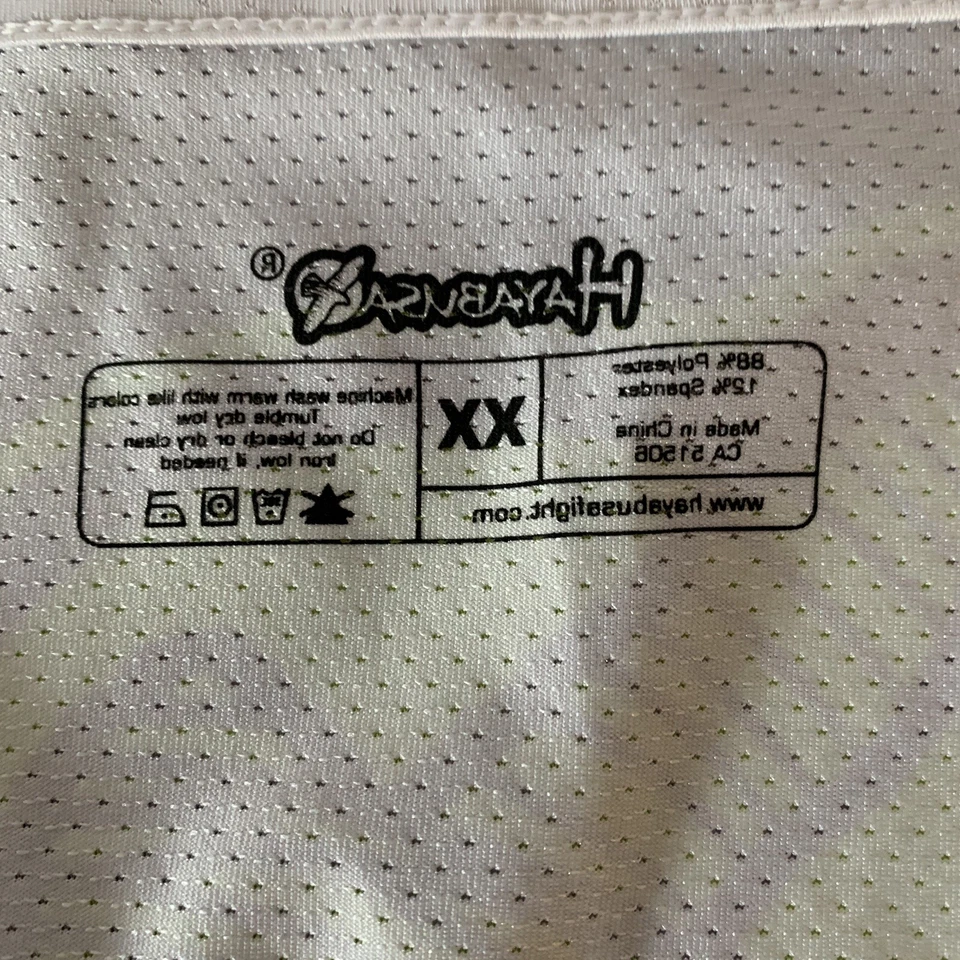 HAYABUSA®
88% Polyester
12% Spandex
Made in China
CA 51506
XX
www.hayabusafight.com
Machine wash warm with like colors
Tumble dry low
Do not bleach or dry clean
Iron low, if needed